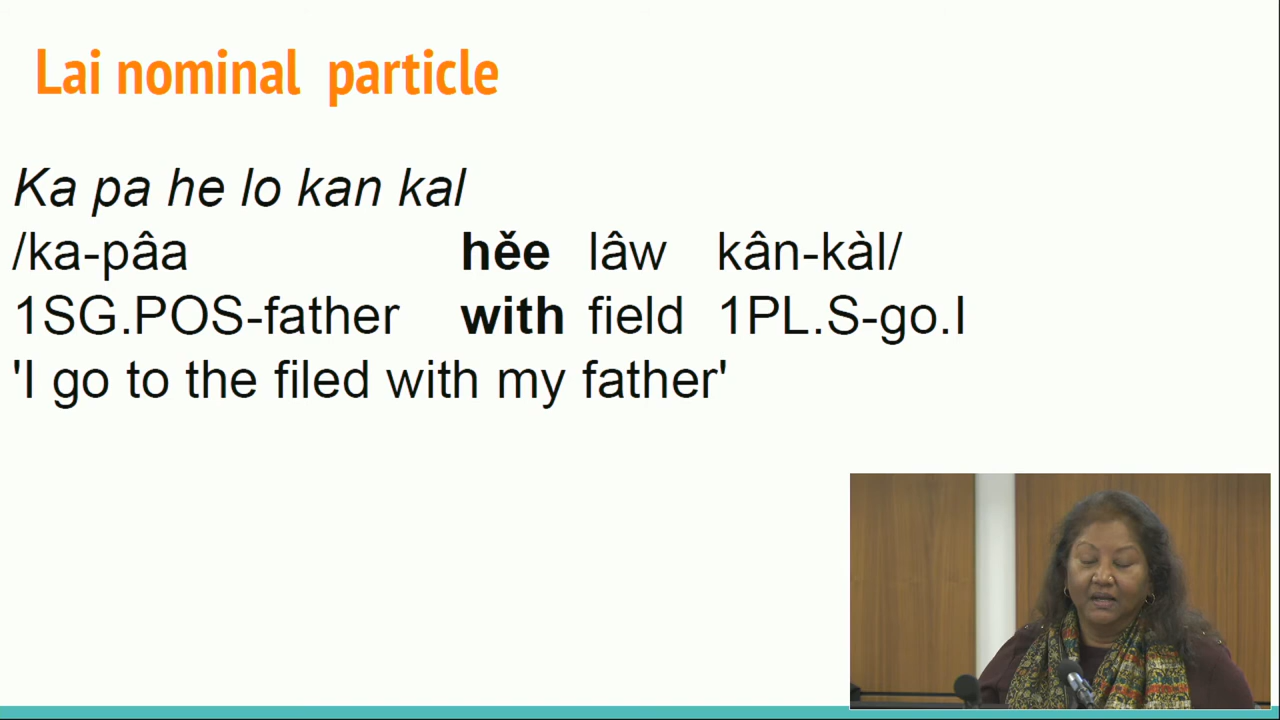 Lai nominal particle
Ka pa he lo kan kal
/ka-pâa hěe lâw kân-kàl/
1SG.POS-father with field 1PL.S-go.I
'I go to the filed with my father'